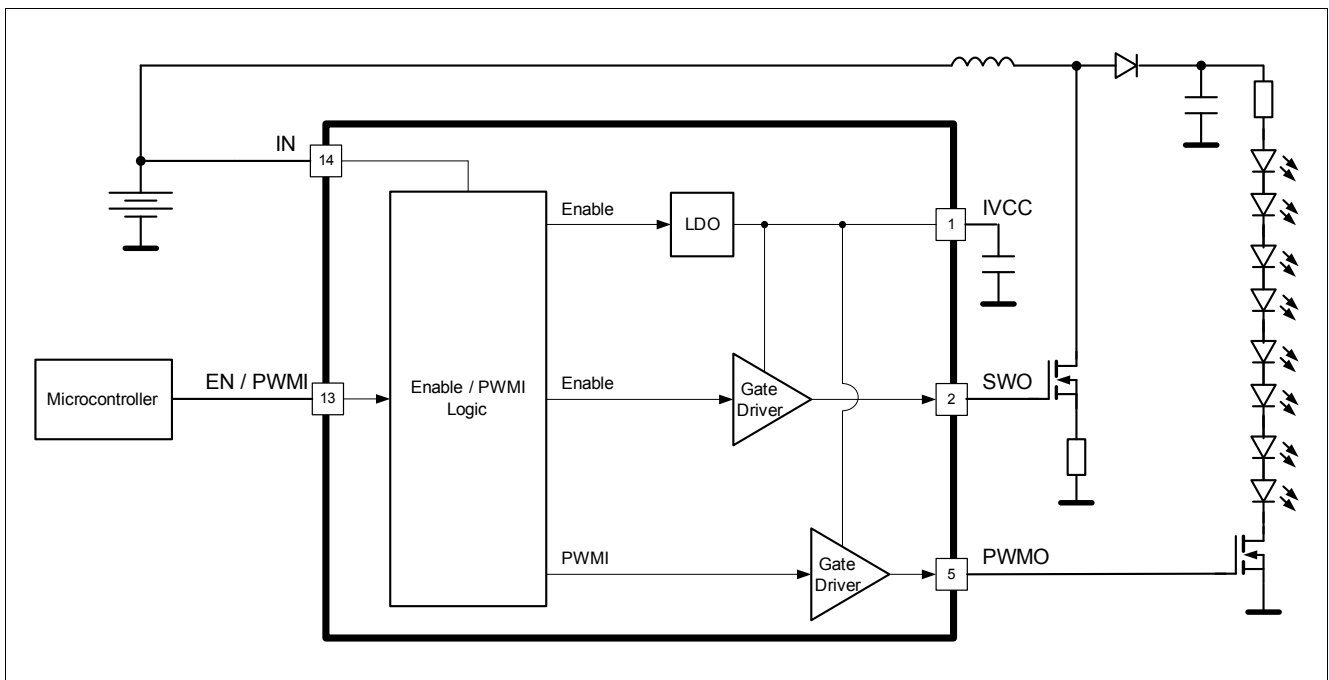 IN
14
Enable
LDO
1
IVCC
Microcontroller
EN / PWMI
13
Enable / PWMI
Logic
Enable
Gate
Driver
2
SWO
PWMI
Gate
Driver
5
PWMO